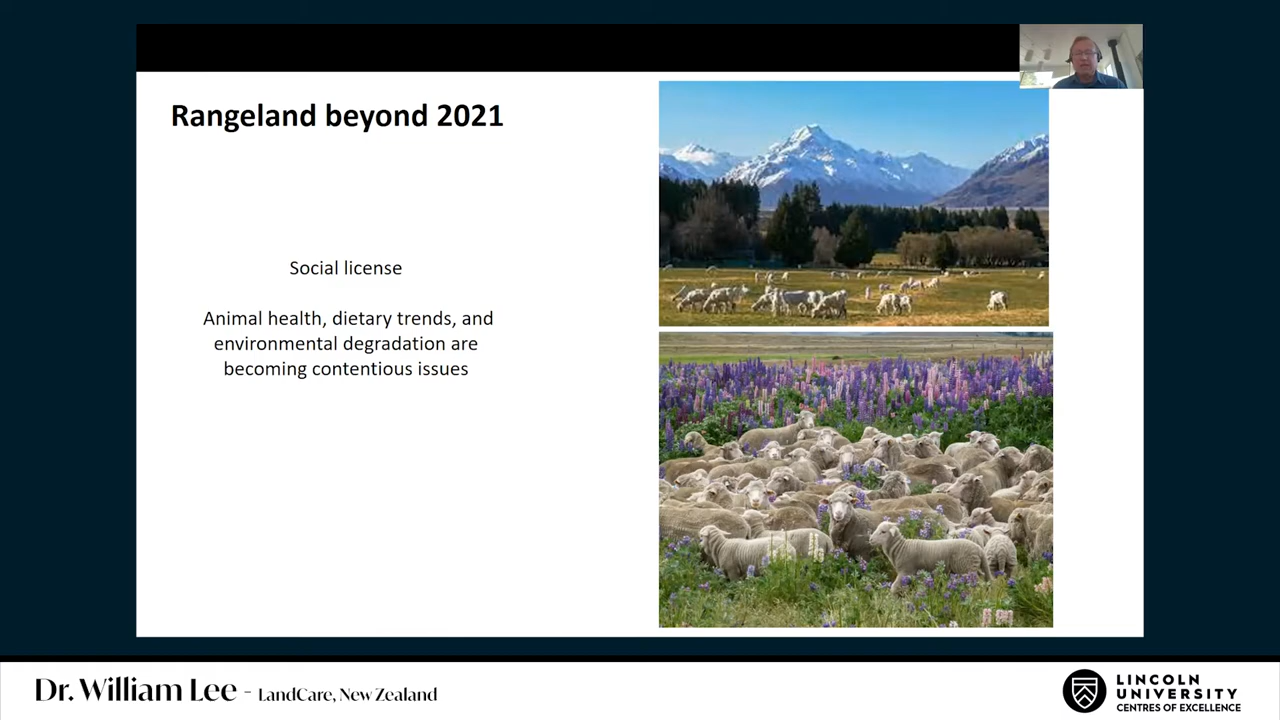 Rangeland beyond 2021
Social license
Animal health, dietary trends, and
environmental degradation are
becoming contentious issues
Dr. William Lee - LandCare, New Zealand
LINCOLN
UNIVERSITY
CENTRES OF EXCELLENCE